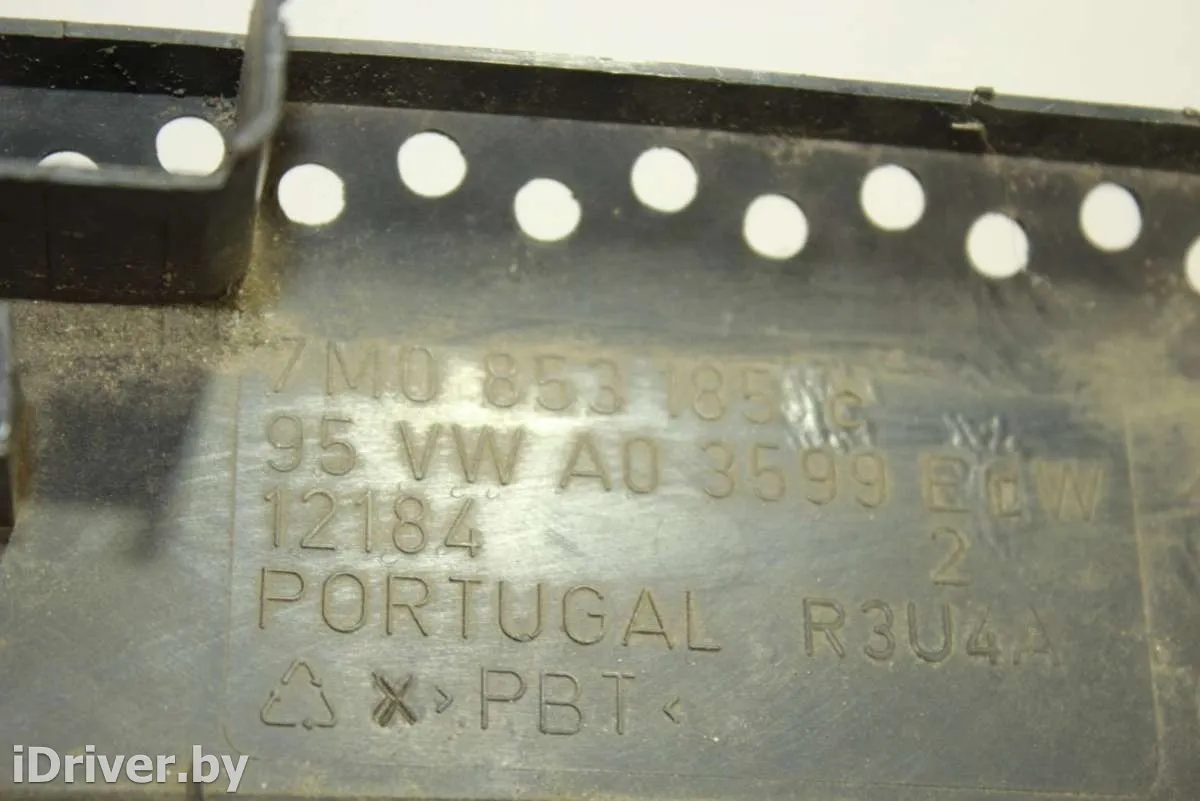 7M0 853 185 C
95 VW A0 3599
12184 2
PORTUGAL R3U4A
>PBT<
iDriver.by